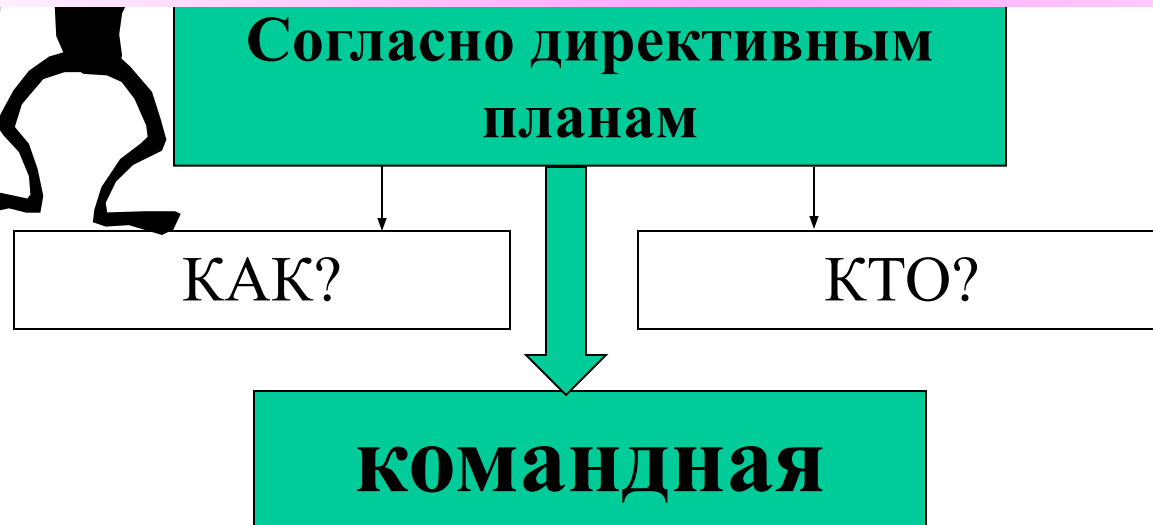 Согласно директивным
планам
КАК?
КТО?
командная